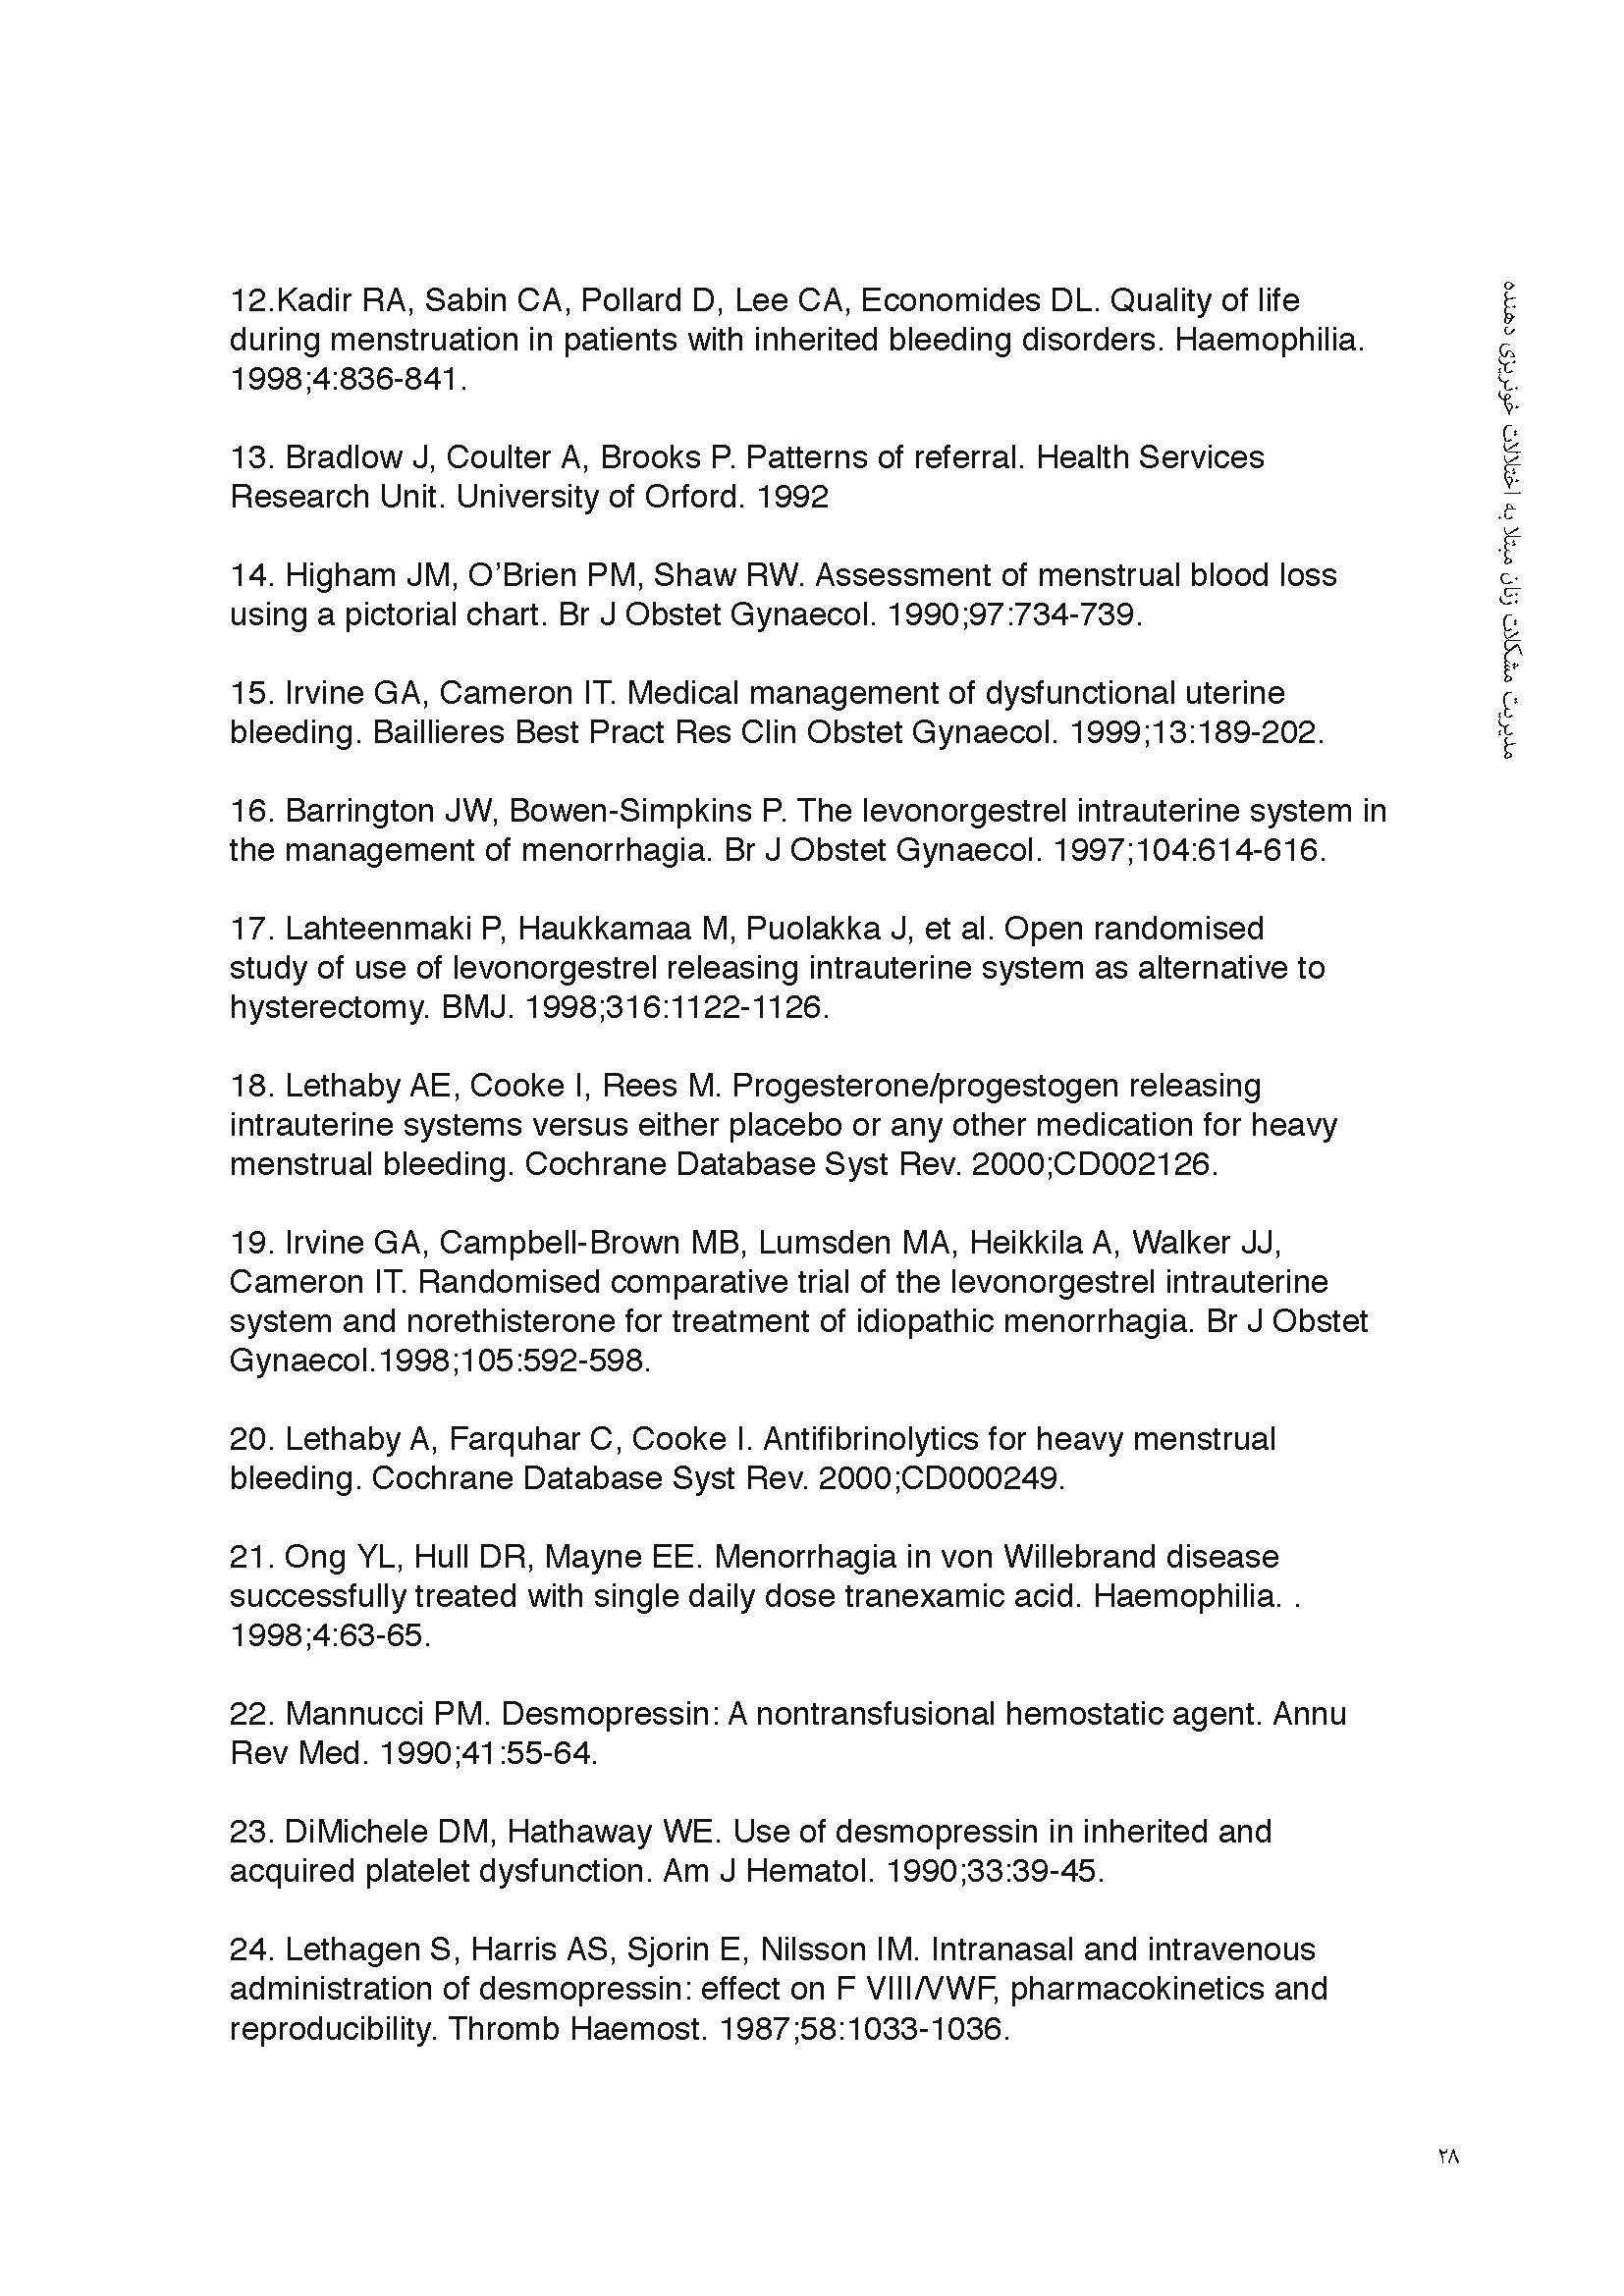 12.Kadir RA, Sabin CA, Pollard D, Lee CA, Economides DL. Quality of life
during menstruation in patients with inherited bleeding disorders. Haemophilia.
1998;4:836-841.
13. Bradlow J, Coulter A, Brooks P. Patterns of referral. Health Services
Research Unit. University of Orford. 1992
14. Higham JM, O’Brien PM, Shaw RW. Assessment of menstrual blood loss
using a pictorial chart. Br J Obstet Gynaecol. 1990;97:734-739.
15. Irvine GA, Cameron IT. Medical management of dysfunctional uterine
bleeding. Baillieres Best Pract Res Clin Obstet Gynaecol. 1999;13:189-202.
16. Barrington JW, Bowen-Simpkins P. The levonorgestrel intrauterine system in
the management of menorrhagia. Br J Obstet Gynaecol. 1997;104:614-616.
17. Lahteenmaki P, Haukkamaa M, Puolakka J, et al. Open randomised
study of use of levonorgestrel releasing intrauterine system as alternative to
hysterectomy. BMJ. 1998;316:1122-1126.
18. Lethaby AE, Cooke I, Rees M. Progesterone/progestogen releasing
intrauterine systems versus either placebo or any other medication for heavy
menstrual bleeding. Cochrane Database Syst Rev. 2000;CD002126.
19. Irvine GA, Campbell-Brown MB, Lumsden MA, Heikkila A, Walker JJ,
Cameron IT. Randomised comparative trial of the levonorgestrel intrauterine
system and norethisterone for treatment of idiopathic menorrhagia. Br J Obstet
Gynaecol.1998;105:592-598.
20. Lethaby A, Farquhar C, Cooke I. Antifibrinolytics for heavy menstrual
bleeding. Cochrane Database Syst Rev. 2000;CD000249.
21. Ong YL, Hull DR, Mayne EE. Menorrhagia in von Willebrand disease
successfully treated with single daily dose tranexamic acid. Haemophilia. .
1998;4:63-65.
22. Mannucci PM. Desmopressin: A nontransfusional hemostatic agent. Annu
Rev Med. 1990;41:55-64.
23. DiMichele DM, Hathaway WE. Use of desmopressin in inherited and
acquired platelet dysfunction. Am J Hematol. 1990;33:39-45.
24. Lethagen S, Harris AS, Sjorin E, Nilsson IM. Intranasal and intravenous
administration of desmopressin: effect on F VIII/VWF, pharmacokinetics and
reproducibility. Thromb Haemost. 1987;58:1033-1036.
مدیریت مشکلات زنان مبتلا به اختلالات خونریزی دهنده
۲۸